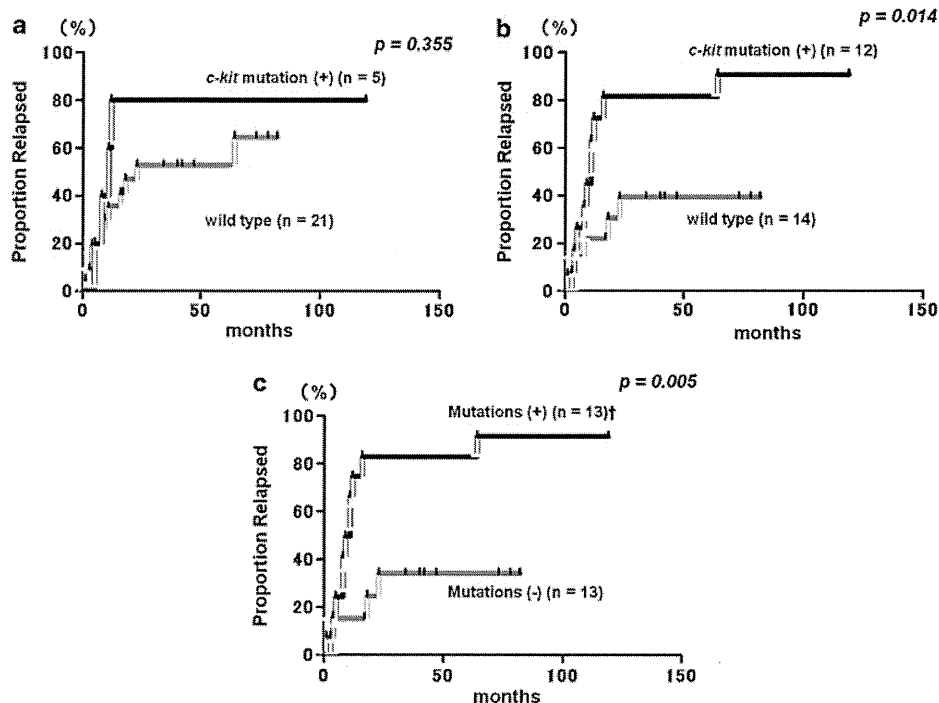 a (%)
p = 0.355
100
80
60
40
20
0
Proportion Relapsed
c-kit mutation (+) (n = 5)
wild type (n = 21)
0 50 100 150
months
b (%)
p = 0.014
100
80
60
40
20
0
Proportion Relapsed
c-kit mutation (+) (n = 12)
wild type (n = 14)
0 50 100 150
months
c (%)
p = 0.005
100
80
60
40
20
0
Proportion Relapsed
Mutations (+) (n = 13)†
Mutations (-) (n = 13)
0 50 100 150
months